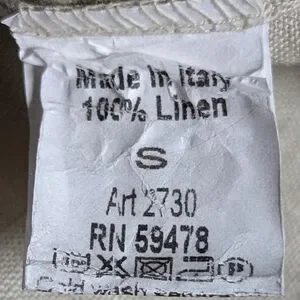 Made In Italy
100% Linen
S
Art 2730
RN 59478